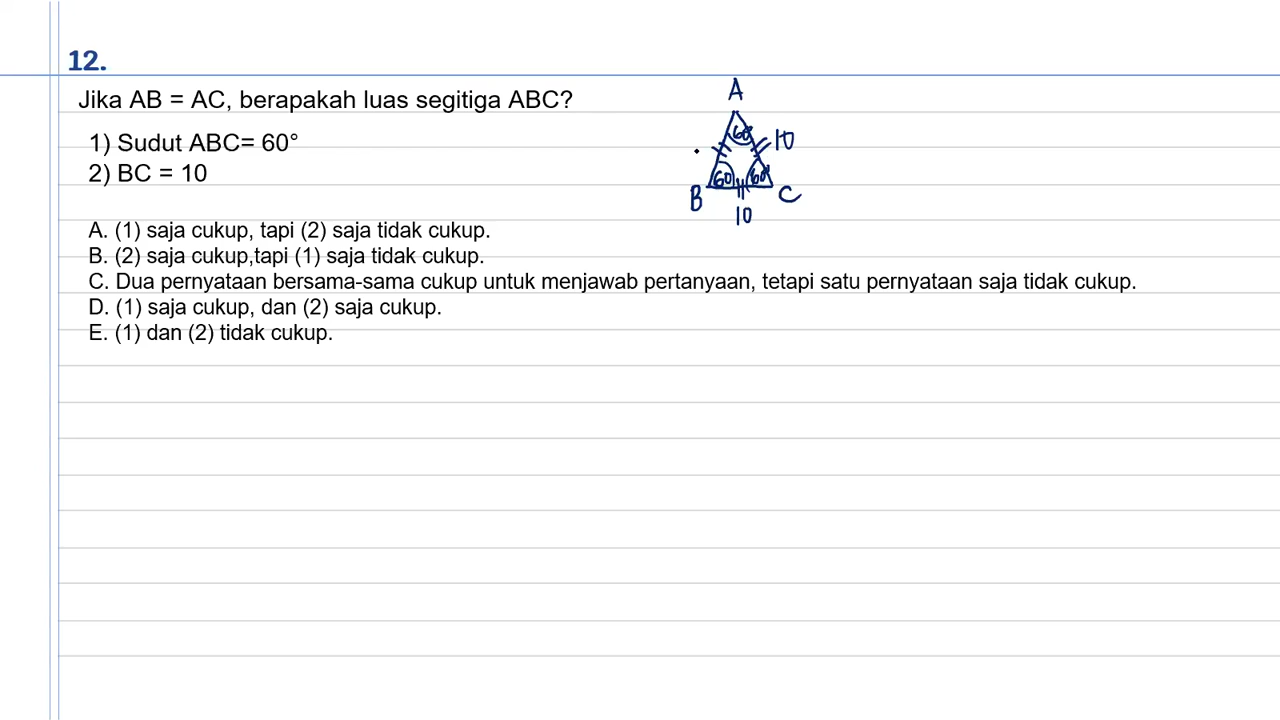 12.
Jika AB = AC, berapakah luas segitiga ABC?
1) Sudut ABC= 60°
2) BC = 10
A
60
10
60
60
B
C
10
A. (1) saja cukup, tapi (2) saja tidak cukup.
B. (2) saja cukup,tapi (1) saja tidak cukup.
C. Dua pernyataan bersama-sama cukup untuk menjawab pertanyaan, tetapi satu pernyataan saja tidak cukup.
D. (1) saja cukup, dan (2) saja cukup.
E. (1) dan (2) tidak cukup.